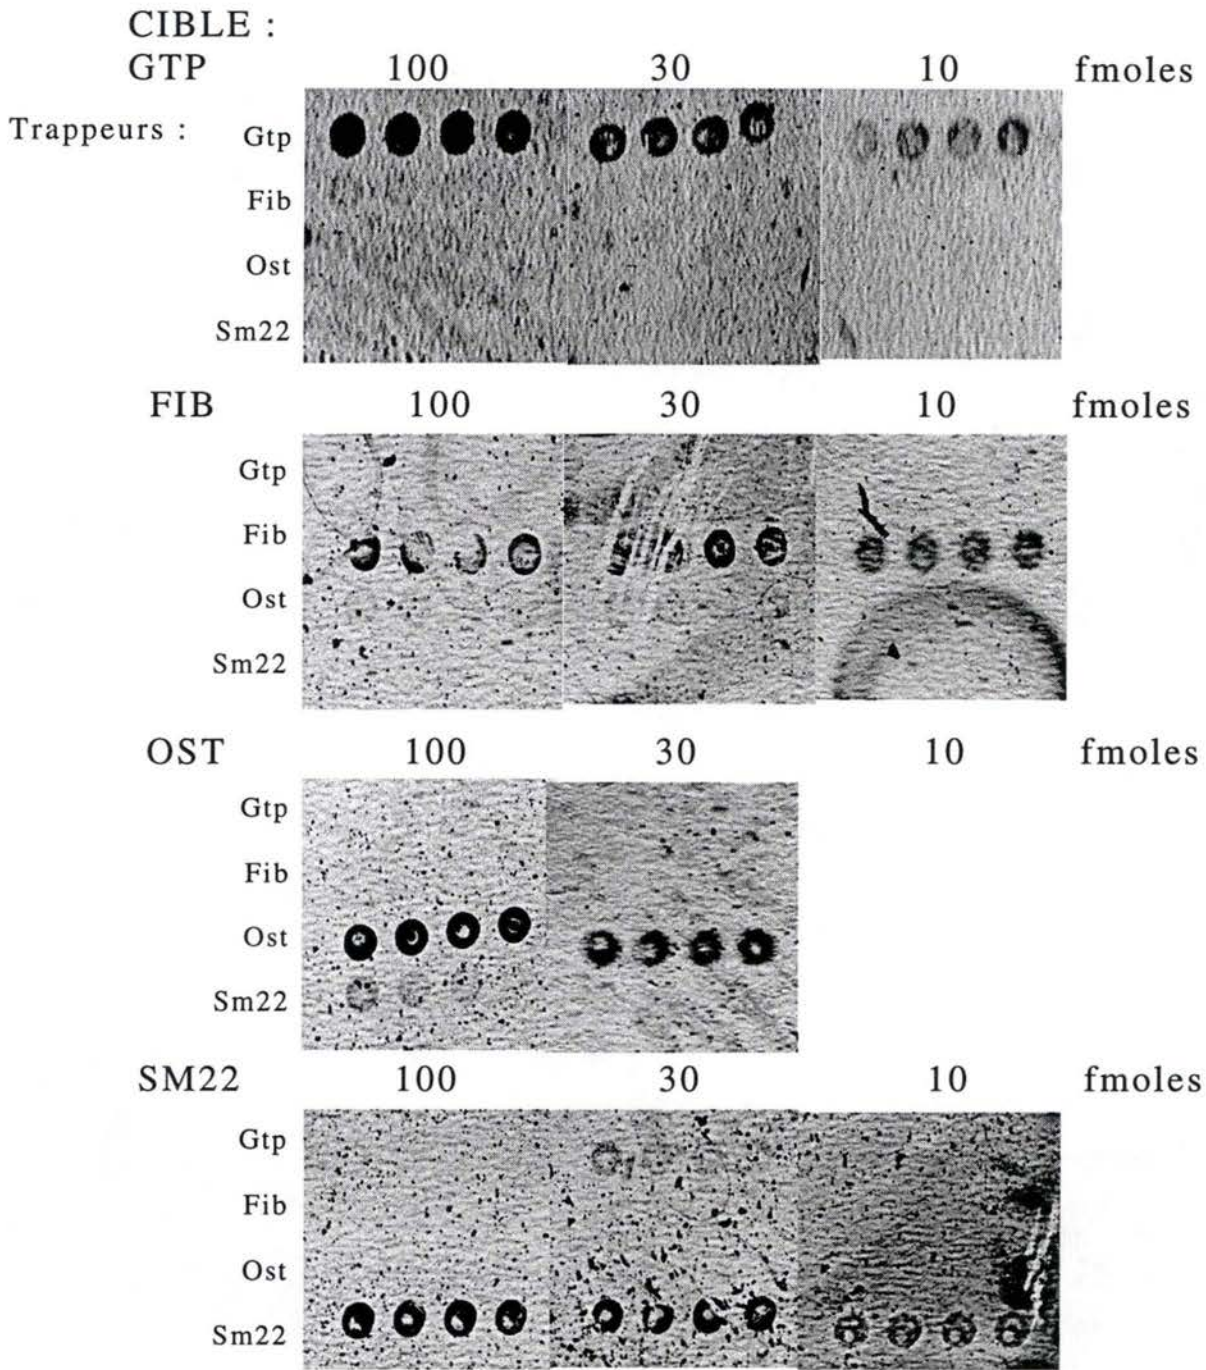 CIBLE :
GTP 100 30 10 fmoles
Trappeurs : Gtp
Fib
Ost
Sm22
FIB 100 30 10 fmoles
Gtp
Fib
Ost
Sm22
OST 100 30 10 fmoles
Gtp
Fib
Ost
Sm22
SM22 100 30 10 fmoles
Gtp
Fib
Ost
Sm22